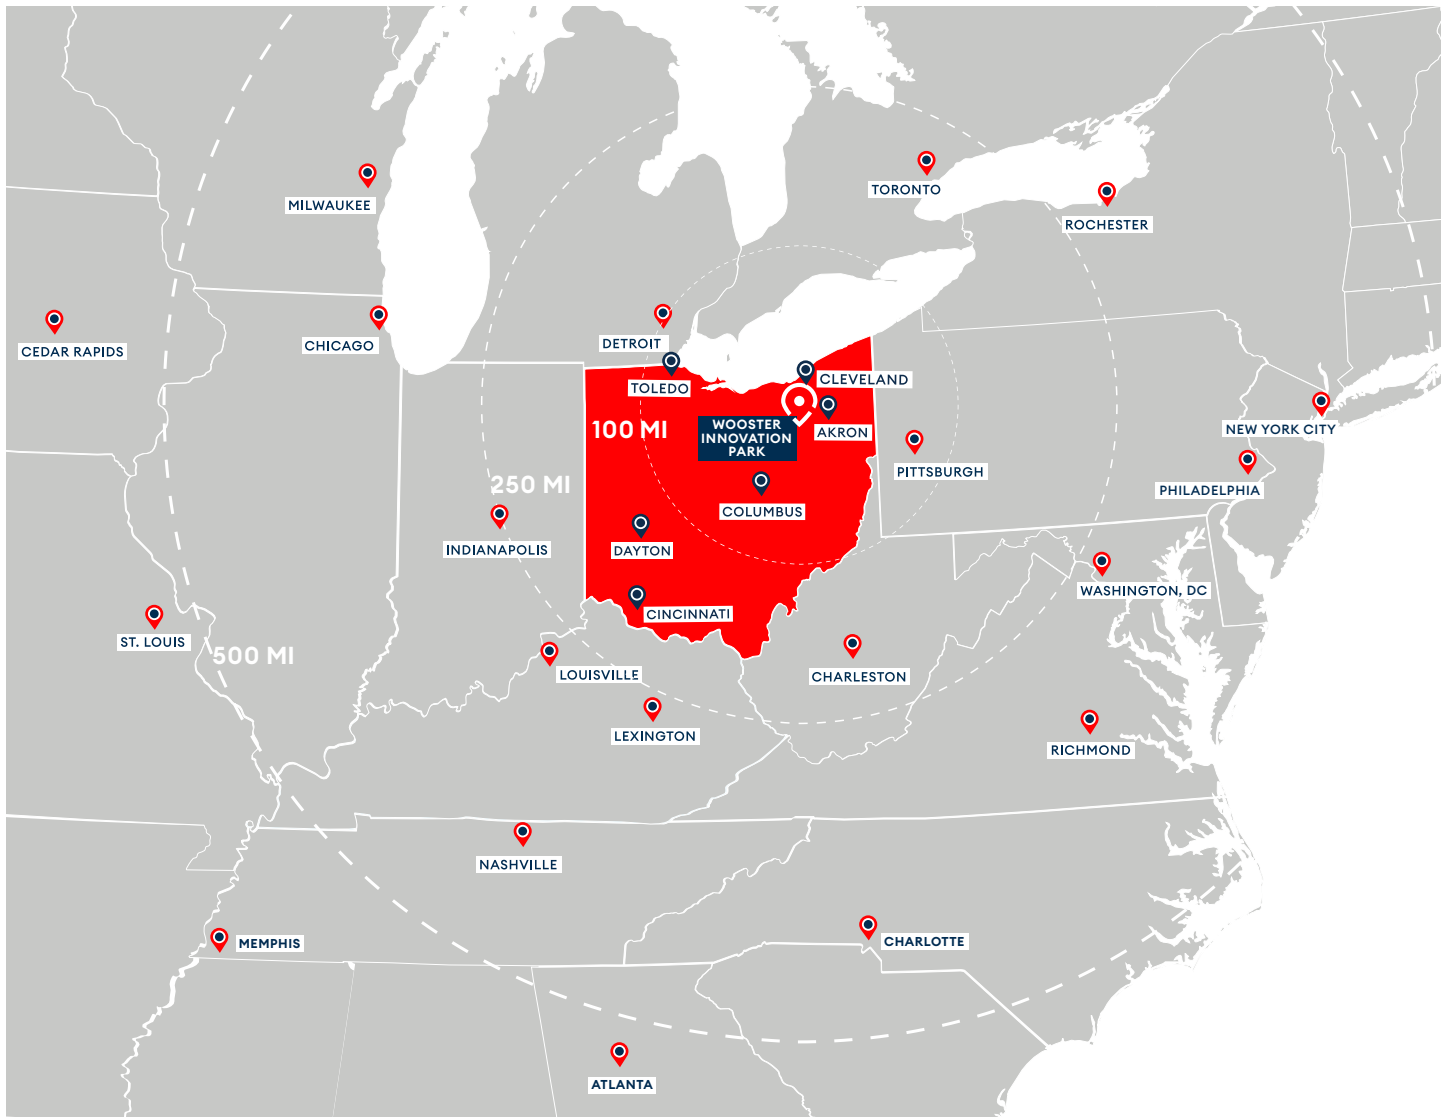 TORONTO
MILWAUKEE
ROCHESTER
DETROIT
CHICAGO
CEDAR RAPIDS
TOLEDO
CLEVELAND
100 MI
WOOSTER
INNOVATION
PARK
AKRON
NEW YORK CITY
PITTSBURGH
250 MI
PHILADELPHIA
COLUMBUS
INDIANAPOLIS
DAYTON
WASHINGTON, DC
CINCINNATI
ST. LOUIS
500 MI
LOUISVILLE
CHARLESTON
LEXINGTON
RICHMOND
NASHVILLE
MEMPHIS
CHARLOTTE
ATLANTA